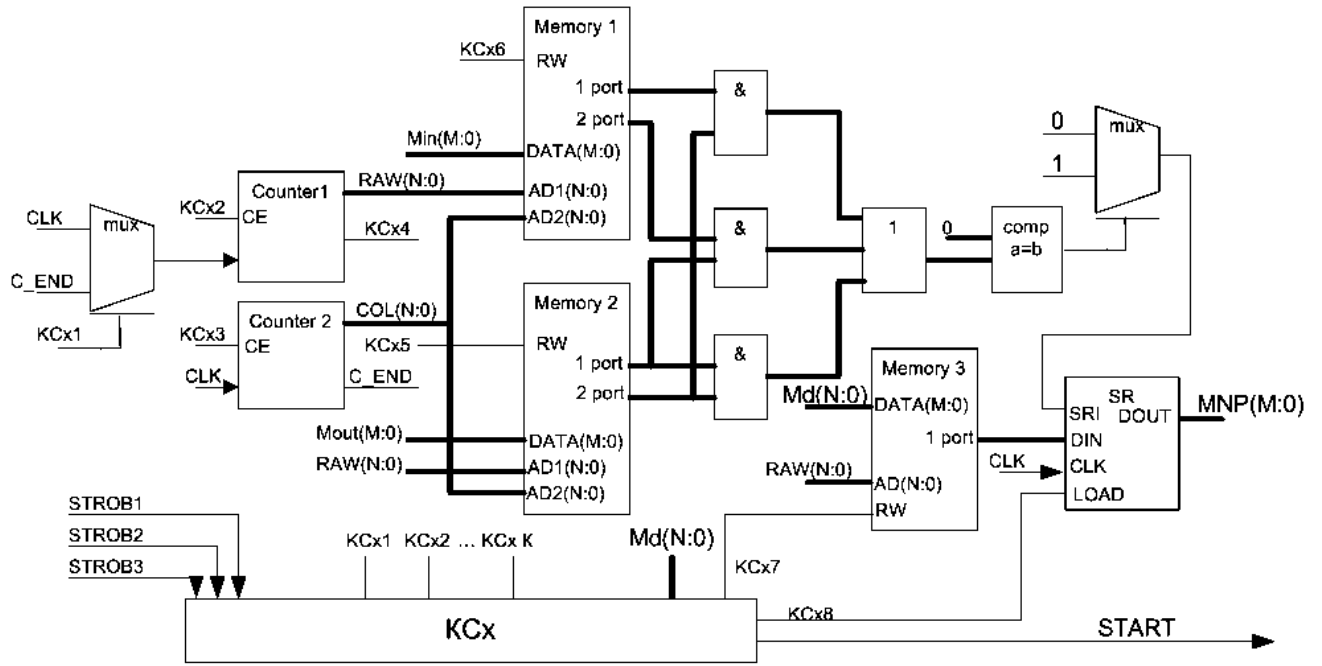 Memory 1
KCx6
RW
1 port
2 port
Min(M:0)
DATA(M:0)
RAW(N:0)
AD1(N:0)
AD2(N:0)
&
&
&
1
0
comp
a=b
0
1
mux
CLK
C_END
mux
KCx1
KCx2
Counter1
CE
KCx4
Counter 2
COL(N:0)
KCx3
CE
CLK
C_END
Memory 2
KCx5
RW
1 port
2 port
Mout(M:0)
DATA(M:0)
RAW(N:0)
AD1(N:0)
AD2(N:0)
Memory 3
Md(N:0)
DATA(M:0)
1 port
RAW(N:0)
AD(N:0)
RW
SR
SRI
DOUT
DIN
CLK
CLK
LOAD
MNP(M:0)
STROB1
STROB2
STROB3
KCx1 KCx2 ... KCx К
Md(N:0)
KCx7
KCx8
KCx
START